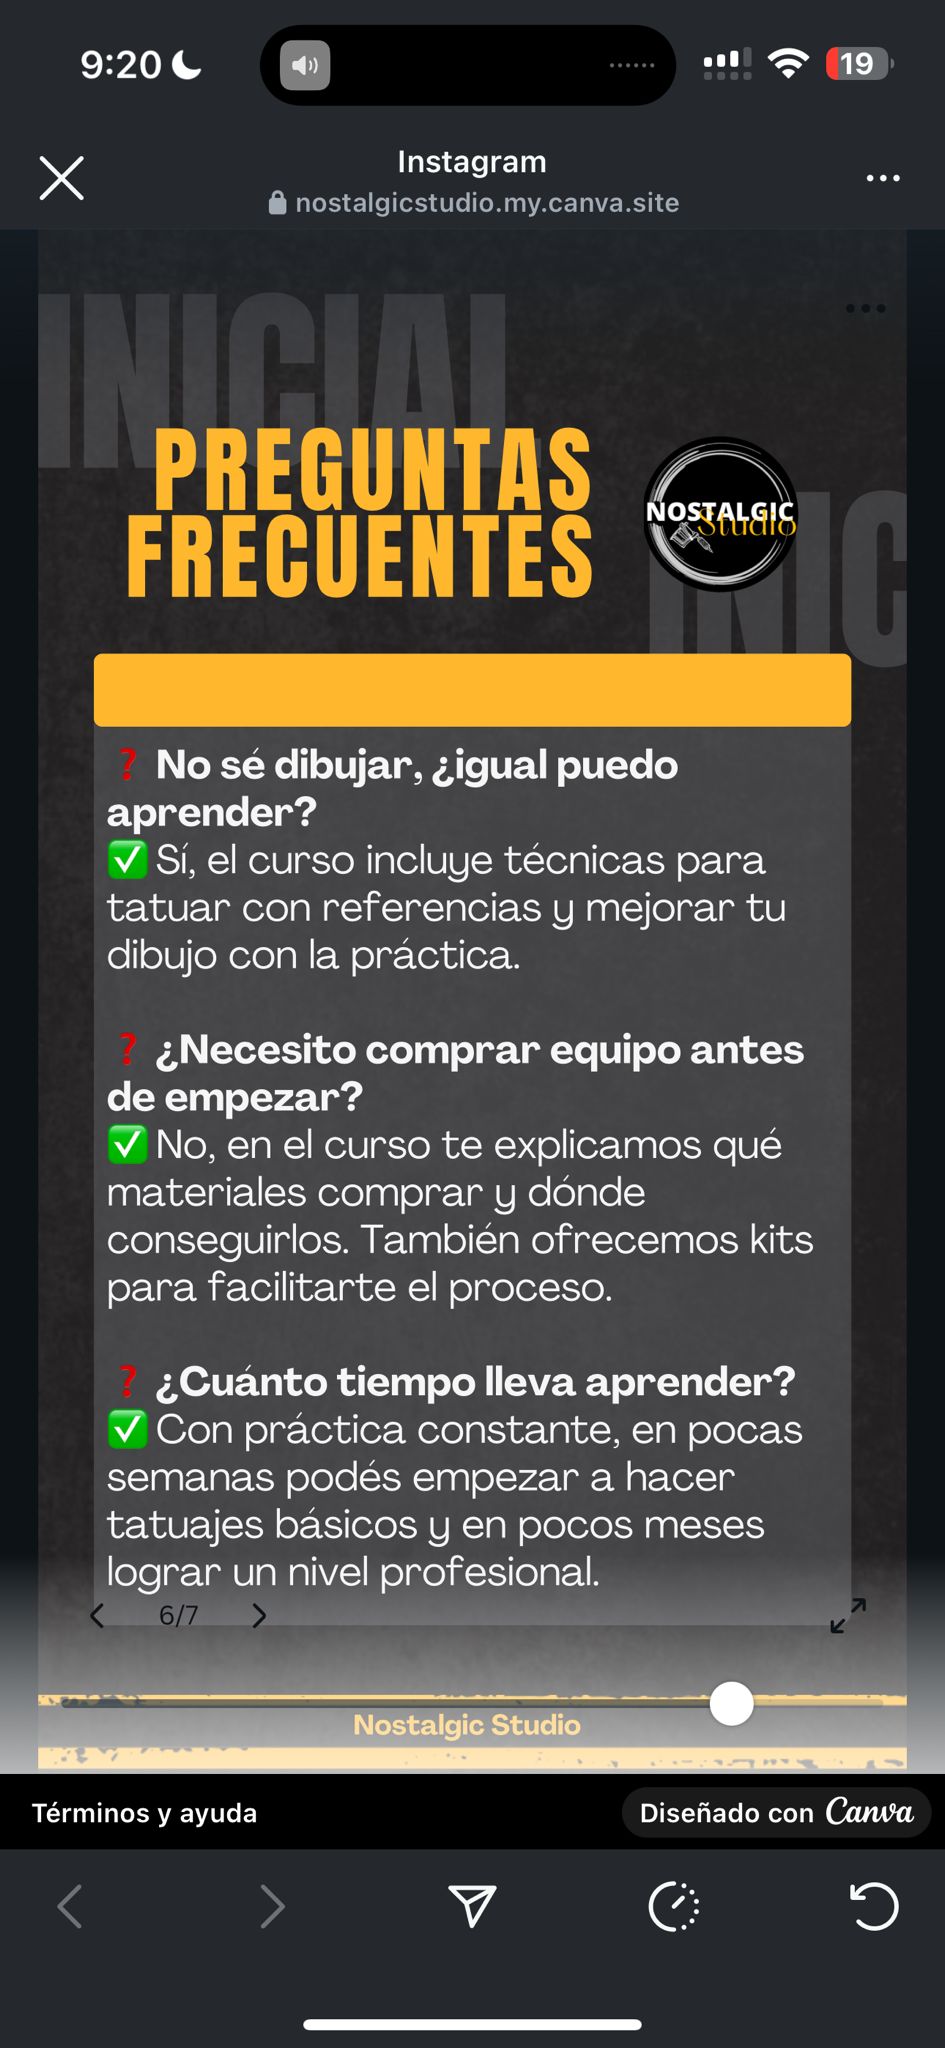 9:20
19
Instagram
nostalgicstudio.my.canva.site
INICIAL
PREGUNTAS
FRECUENTES
NOSTALGIC
Studio
INIC
❓ No sé dibujar, ¿igual puedo
aprender?
✅ Sí, el curso incluye técnicas para
tatuar con referencias y mejorar tu
dibujo con la práctica.
❓ ¿Necesito comprar equipo antes
de empezar?
✅ No, en el curso te explicamos qué
materiales comprar y dónde
conseguirlos. También ofrecemos kits
para facilitarte el proceso.
❓ ¿Cuánto tiempo lleva aprender?
✅ Con práctica constante, en pocas
semanas podés empezar a hacer
tatuajes básicos y en pocos meses
lograr un nivel profesional.
6/7
Nostalgic Studio
Términos y ayuda
Diseñado con Canva